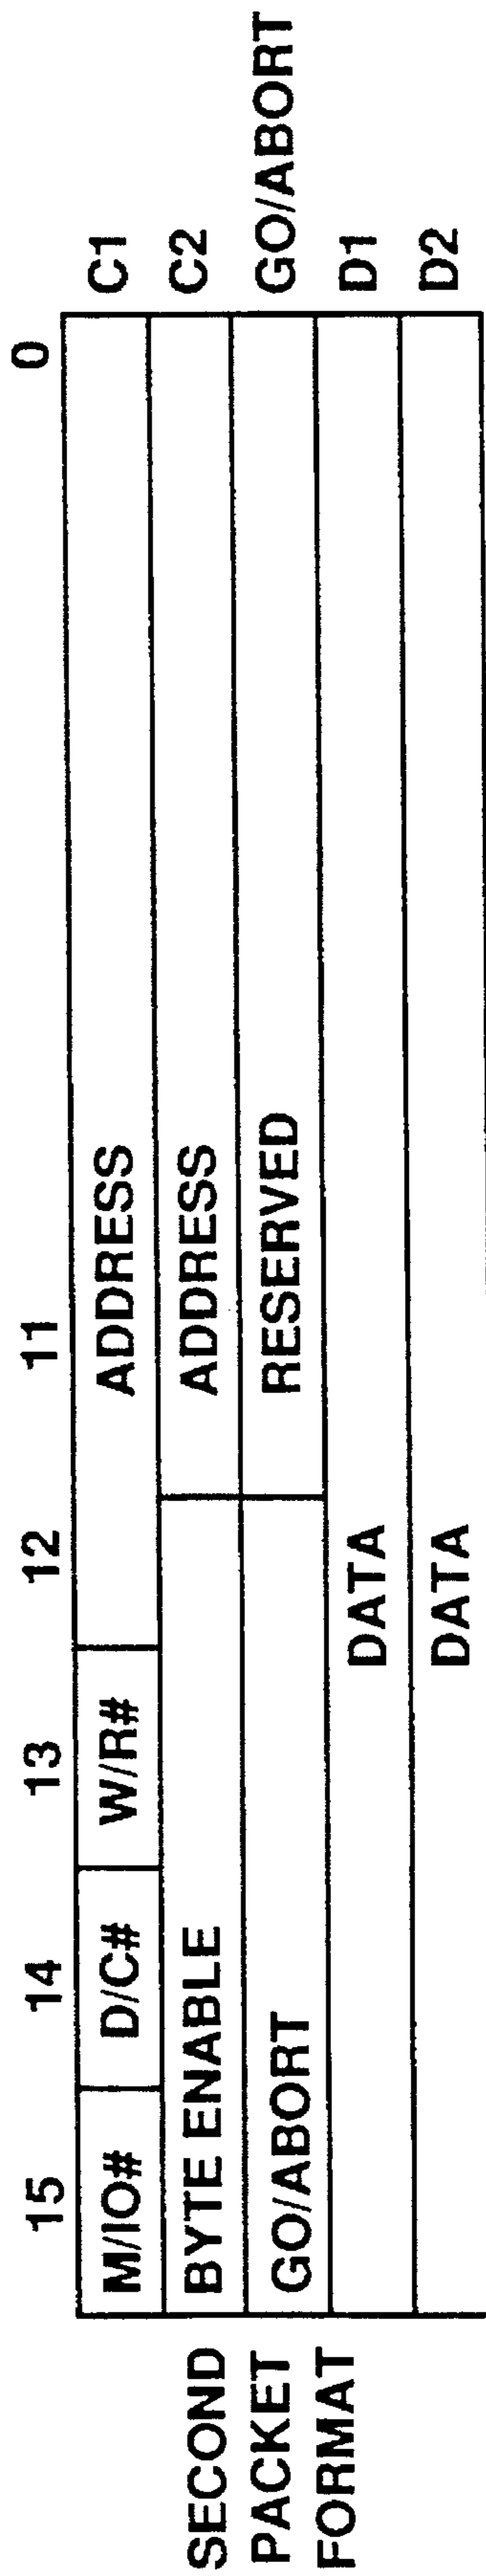 15 14 13 12 11 0
M/IO# D/C# W/R# ADDRESS C1
BYTE ENABLE ADDRESS C2
GO/ABORT RESERVED GO/ABORT
DATA D1
DATA D2
SECOND
PACKET
FORMAT